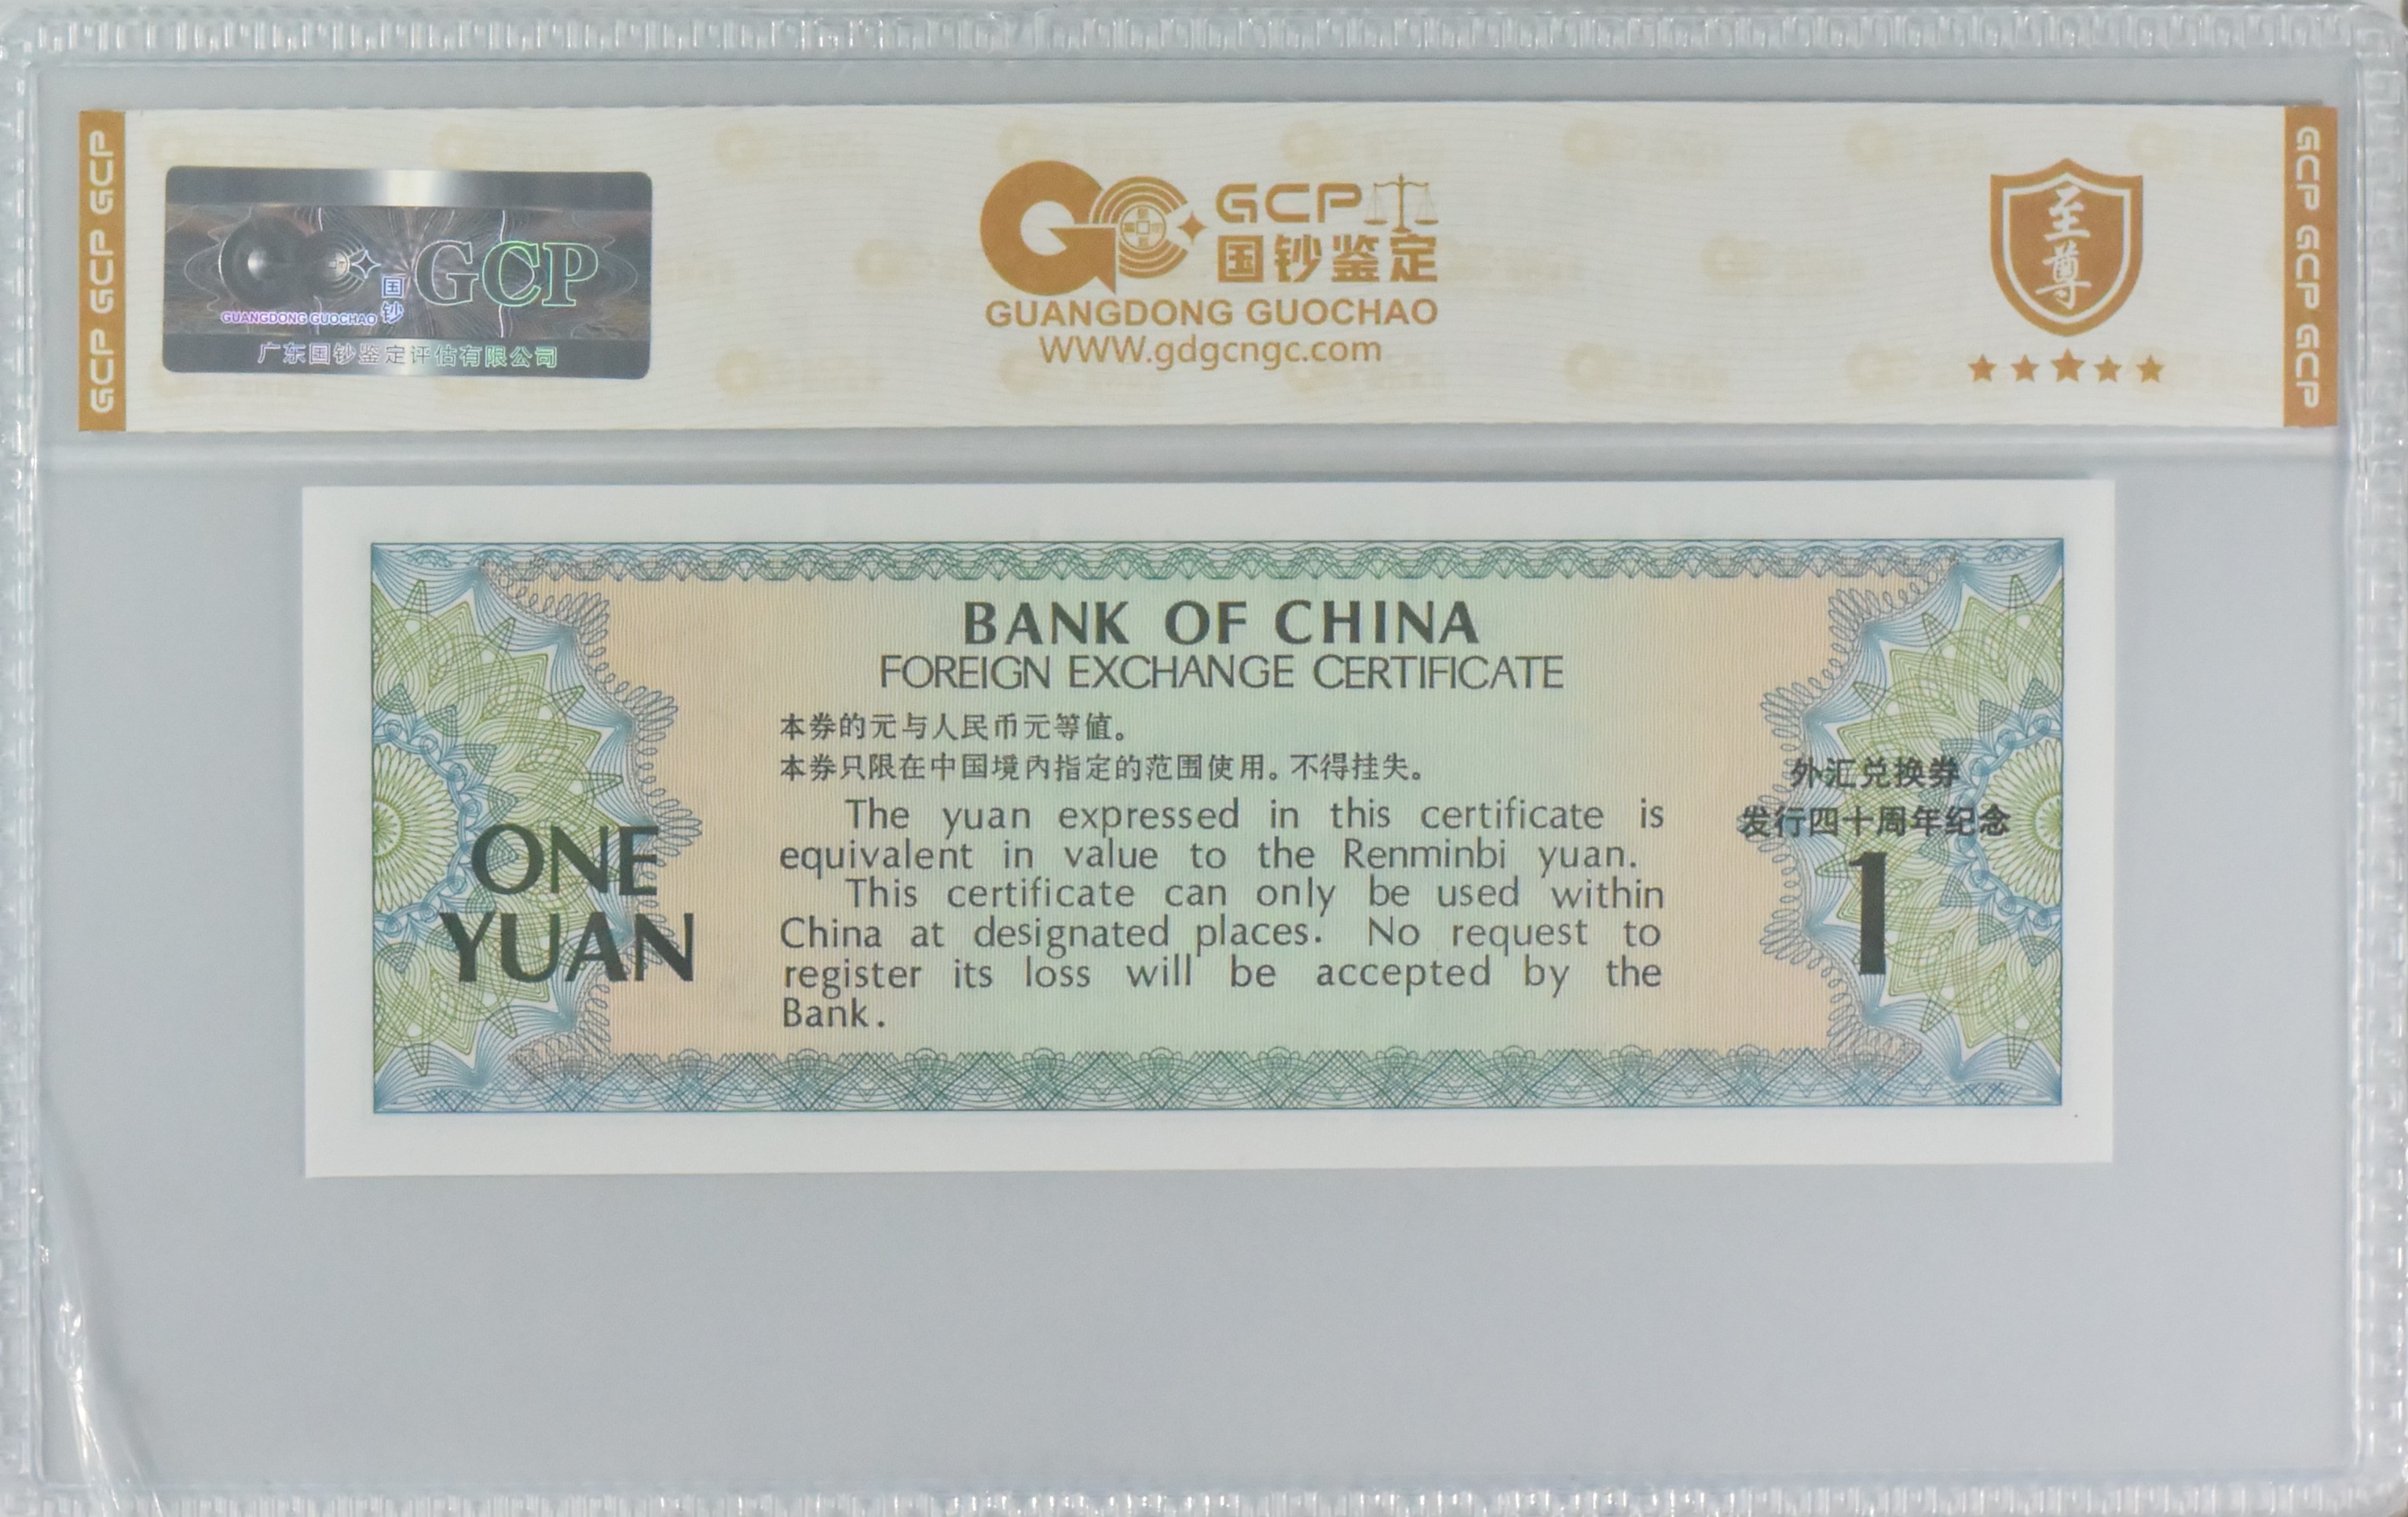 GCP GCP GCP
GCP
国钞
GUANGDONG GUOCHAO
广东国钞鉴定评估有限公司
GCP
国钞鉴定
GUANGDONG GUOCHAO
WWW.gdgcngc.com
至尊
GCP GCP GCP
BANK OF CHINA
FOREIGN EXCHANGE CERTIFICATE
本券的元与人民币元等值。
本券只限在中国境内指定的范围使用。不得挂失。
The yuan expressed in this certificate is
equivalent in value to the Renminbi yuan.
This certificate can only be used within
China at designated places. No request to
register its loss will be accepted by the
Bank.
ONE
YUAN
外汇兑换券
发行四十周年纪念
1